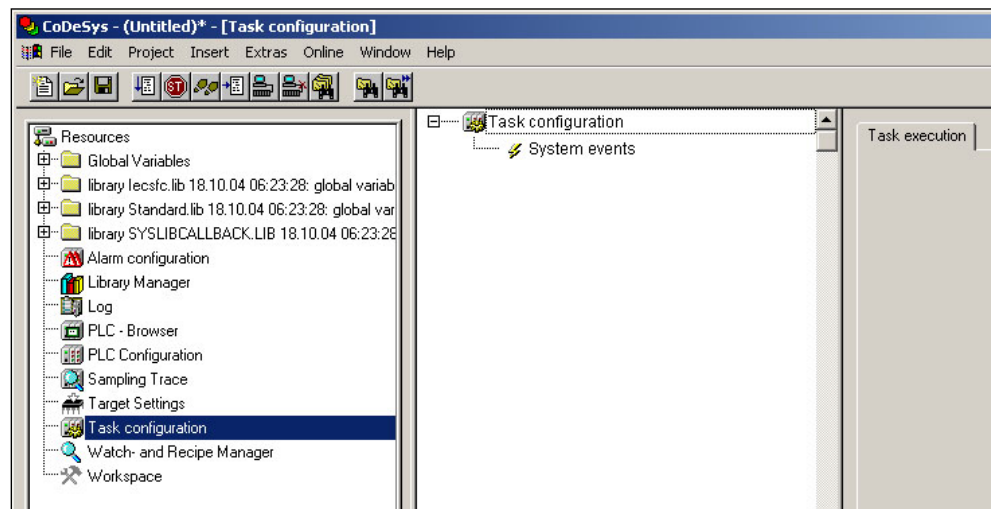 CoDeSys - (Untitled)* - [Task configuration]
File Edit Project Insert Extras Online Window Help
Resources
Global Variables
library Iecsfc.lib 18.10.04 06:23:28: global variab
library Standard.lib 18.10.04 06:23:28: global var
library SYSLIBCALLBACK.LIB 18.10.04 06:23:28
Alarm configuration
Library Manager
Log
PLC - Browser
PLC Configuration
Sampling Trace
Target Settings
Task configuration
Watch- and Recipe Manager
Workspace
Task configuration
System events
Task execution